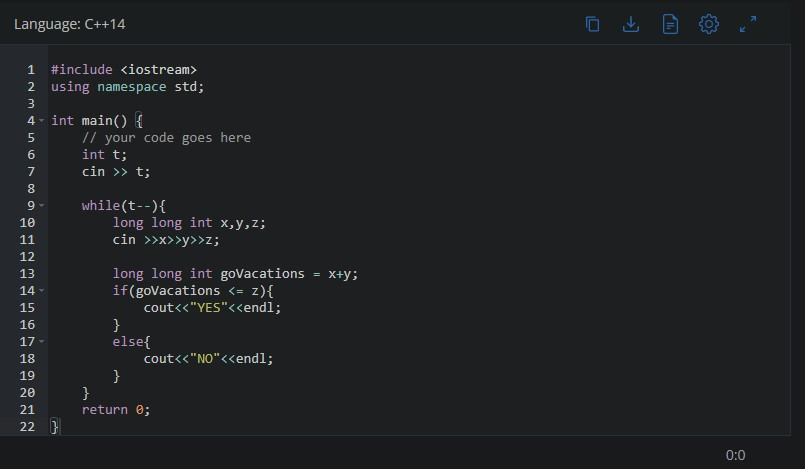 Language: C++14
1 #include <iostream>
2 using namespace std;
3
4 int main() {
5     // your code goes here
6     int t;
7     cin >> t;
8
9     while(t--){
10         long long int x,y,z;
11         cin >>x>>y>>z;
12
13         long long int goVacations = x+y;
14         if(goVacations <= z){
15             cout<<"YES"<<endl;
16         }
17         else{
18             cout<<"NO"<<endl;
19         }
20     }
21     return 0;
22 }
0:0